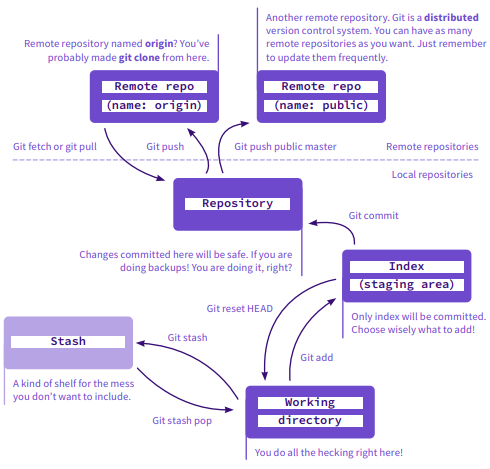 Another remote repository. Git is a distributed
version control system. You can have as many
remote repositories as you want. Just remember
to update them frequently.
Remote repository named origin? You've
probably made git clone from here.
Remote repo
(name: origin)
Remote repo
(name: public)
Git fetch or git pull
Git push
Git push public master
Remote repositories
Local repositories
Repository
Git commit
Changes committed here will be safe. If you are
doing backups! You are doing it, right?
Index
(staging area)
Git reset HEAD
Only index will be committed.
Choose wisely what to add!
Stash
Git stash
Git add
A kind of shelf for the mess
you don't want to include.
Git stash pop
Working
directory
You do all the hecking right here!